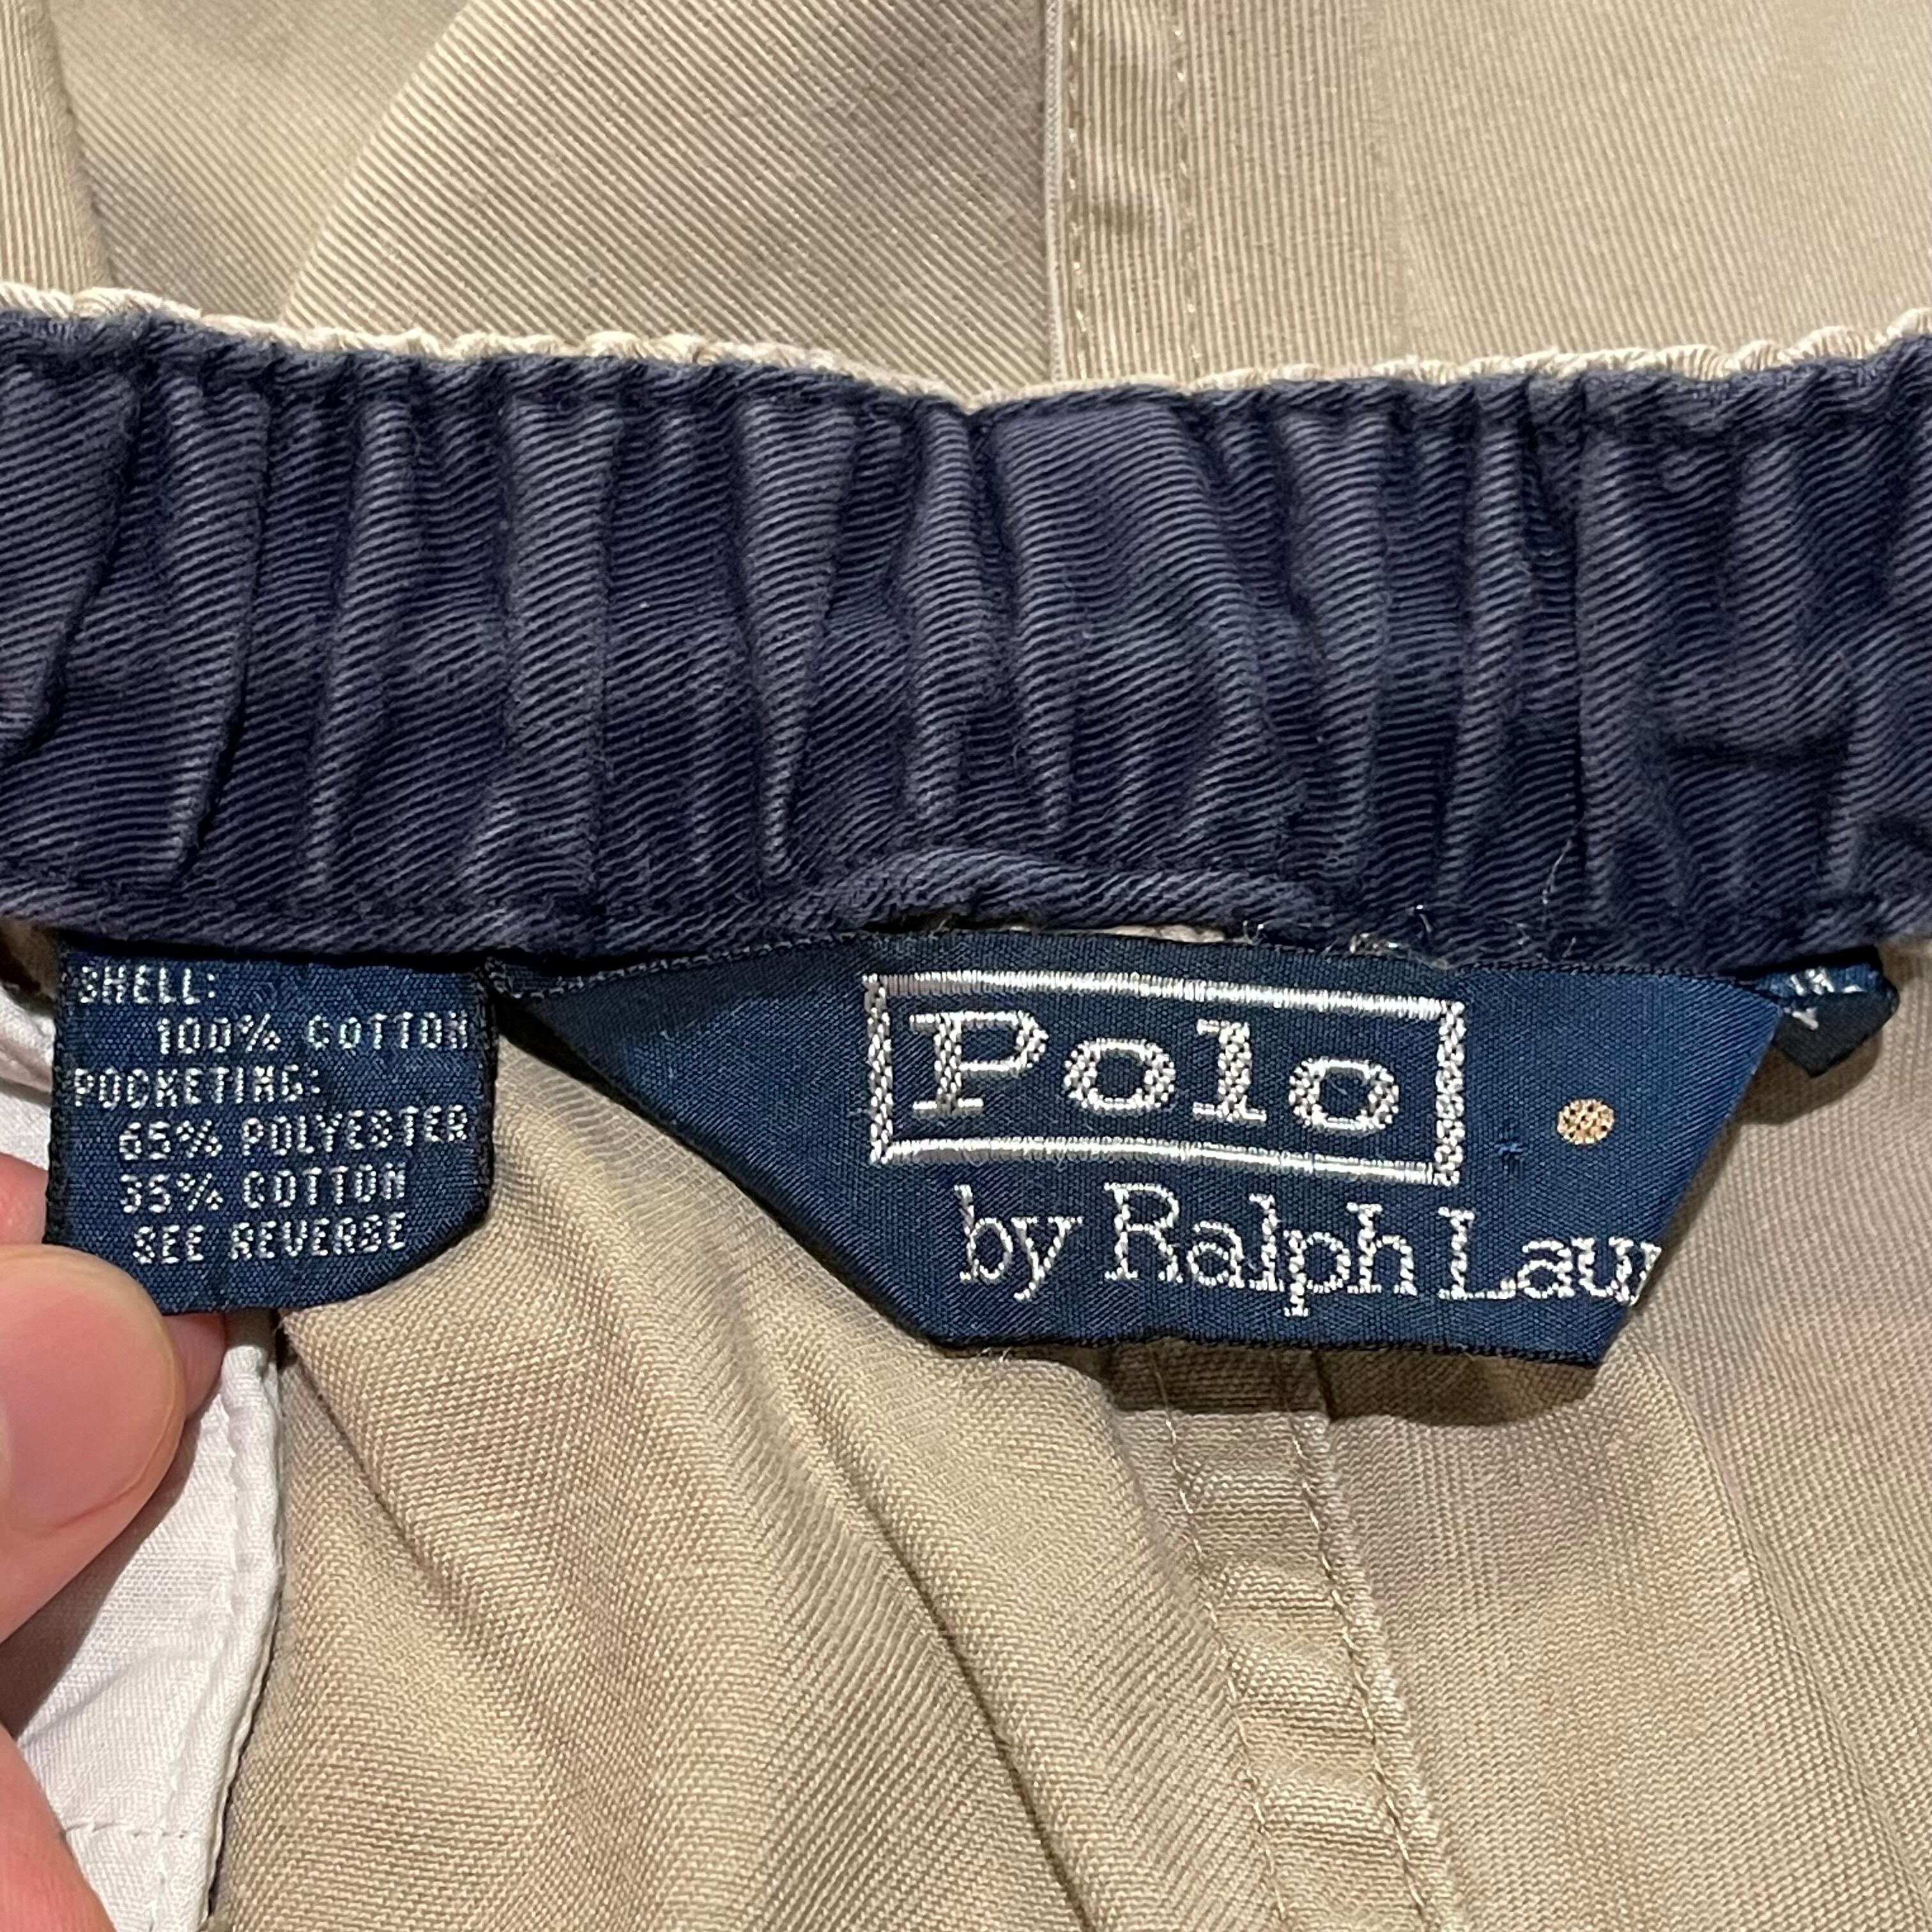 SHELL:
100% COTTON
POCKETING:
65% POLYESTER
35% COTTON
SEE REVERSE
Polo
by Ralph Lau